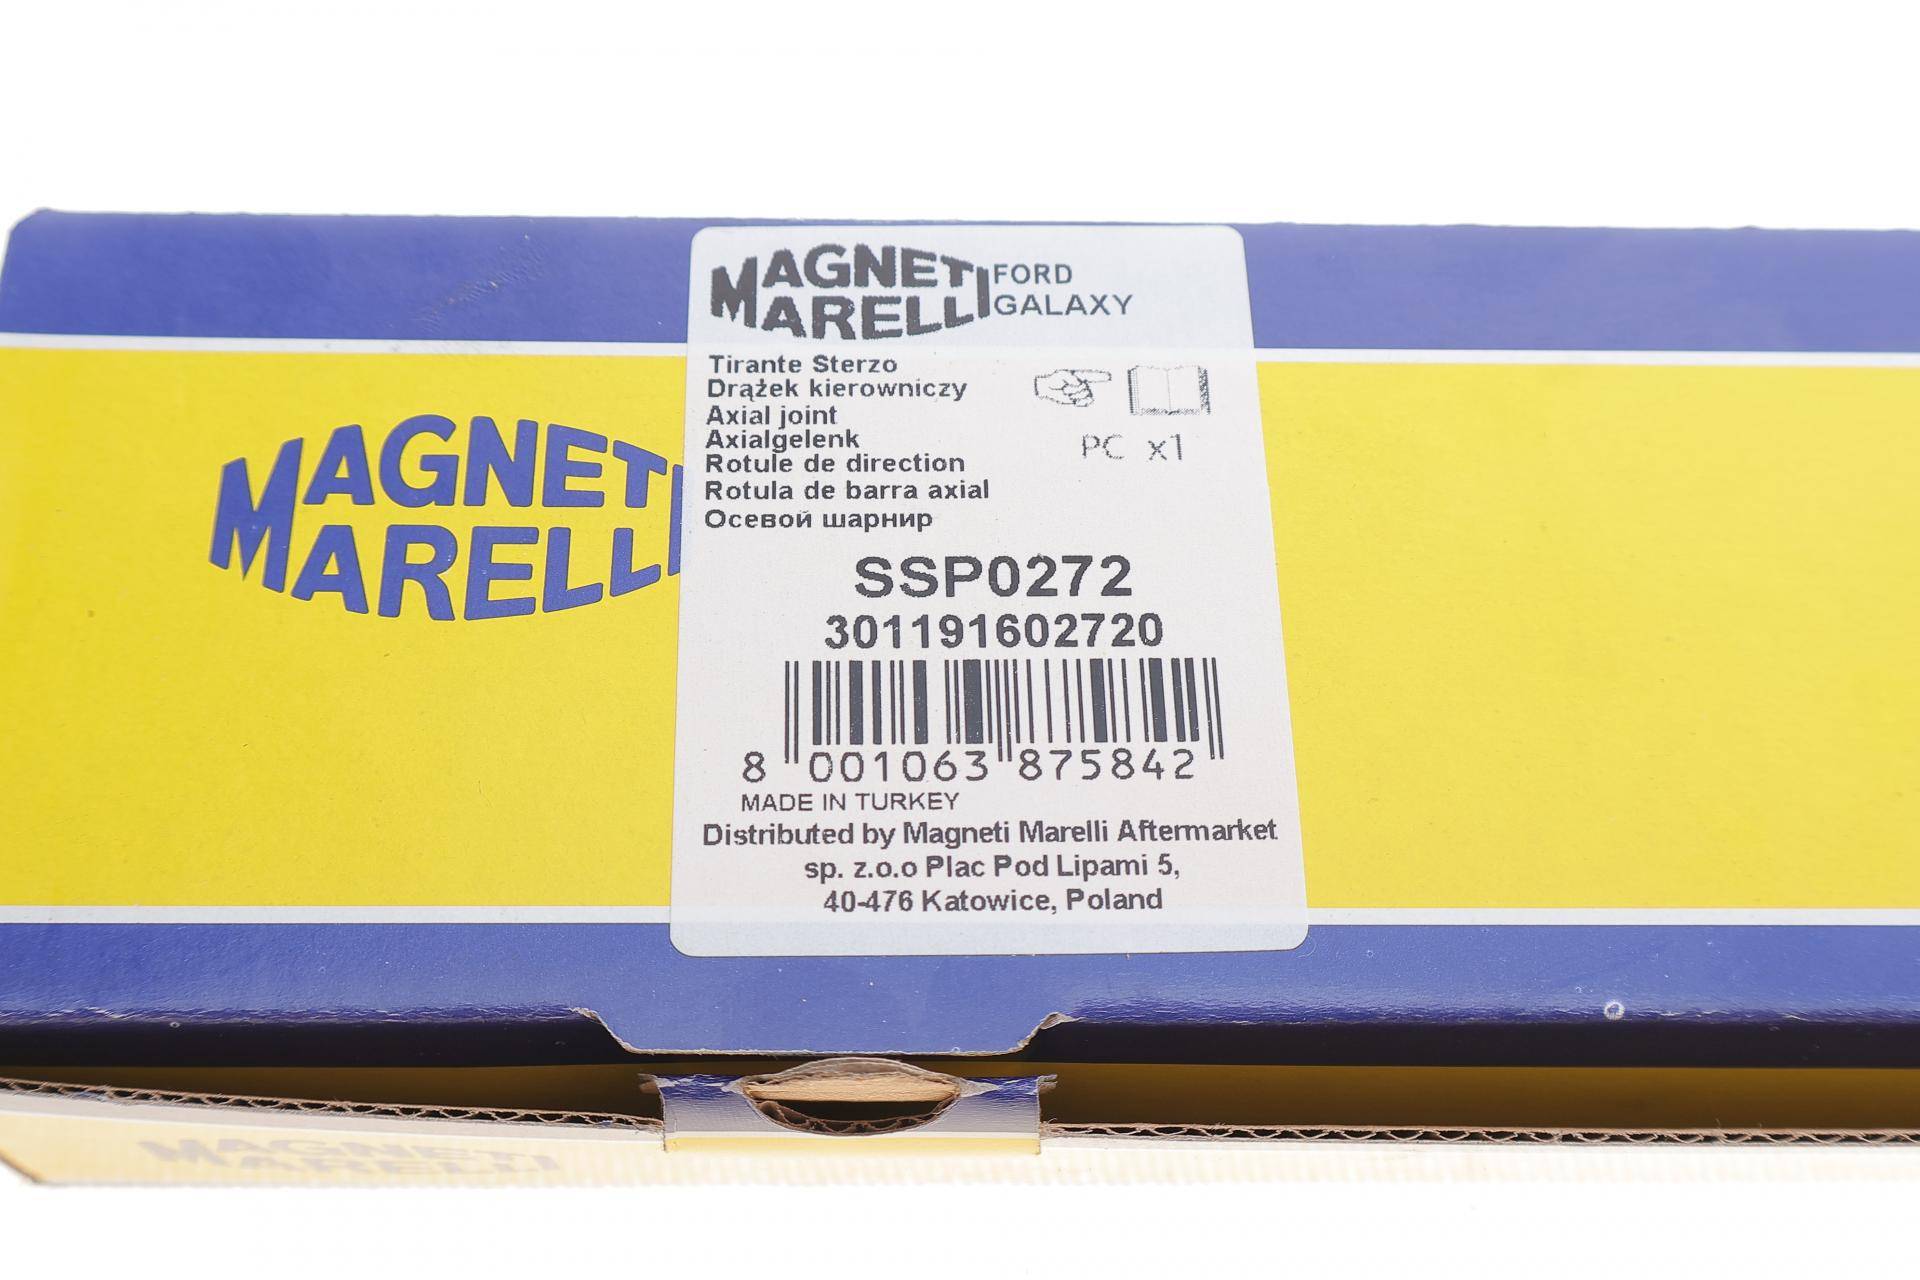 MAGNETI
MARELLI
FORD
GALAXY
Tirante Sterzo
Drążek kierowniczy
Axial joint
Axialgelenk
Rotule de direction
Rotula de barra axial
Осевой шарнир
PC x1
SSP0272
301191602720
8 001063 875842
MADE IN TURKEY
Distributed by Magneti Marelli Aftermarket
sp. z.o.o Plac Pod Lipami 5,
40-476 Katowice, Poland
MAGNETI
MARELLI
MAGNETI
MARELLI